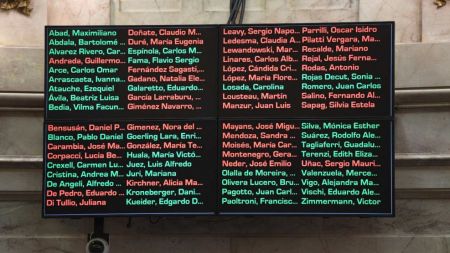 Abad, Maximiliano
Abdala, Bartolomé ...
Alvarez Rivero, Car...
Andrada, Guillermo...
Arce, Carlos Omar
Arrascaeta, Ivanna...
Atauche, Ezequiel
Ávila, Beatriz Luisa
Bedia, Vilma Facun...
Doñate, Claudio M...
Duré, María Eugenia
Espínola, Carlos M...
Fama, Flavio Sergio
Fernández Sagasti,...
Gadano, Natalia Ele...
Galaretto, Eduardo...
García Larraburu, ...
Giménez Navarro, ...
Leavy, Sergio Napo...
Ledesma, Claudia A...
Lewandowski, Mar...
Linares, Carlos Alb...
López, Cándida Cri...
López, María Flore...
Losada, Carolina
Lousteau, Martín
Manzur, Juan Luis
Parrilli, Oscar Isidro
Pilatti Vergara, Ma...
Recalde, Mariano
Rejal, Jesús Ferna...
Rodas, Antonio
Rojas Decut, Sonia ...
Romero, Juan Carlos
Salino, Mari...
Sapag, Silvia Estela
Bensusán, Daniel P...
Blanco, Pablo Daniel
Carambia, José Ma...
Corpacci, Lucía Be...
Crexell, Carmen Lu...
Cristina, Andrea M...
De Angeli, Alfredo ...
De Pedro, Eduardo ...
Di Tullio, Juliana
Gimenez, Nora del ...
Goerling Lara, Enri...
González, María Te...
Huala, María Victó...
Juez, Luis Alfredo
Juri, Mariana
Kirchner, Alicia Ma...
Kroneberger, Dani...
Kueider, Edgardo D...
Mayans, José Migu...
Mendoza, Sandra ...
Moisés, María Car...
Montenegro, Gera...
Neder, José Emilio
Olalla de Moreira, ...
Olivera Lucero, Bru...
Pagotto, Juan Carl...
Paoltroni, Francisc...
Silva, Mónica Esther
Suárez, Rodolfo Ale...
Tagliaferri, Guadalu...
Terenzi, Edith Eliza...
Uñac, Sergio Mauri...
Valenzuela, Merce...
Vigo, Alejandra Ma...
Vischi, Eduardo Ale...
Zimmermann, Victor